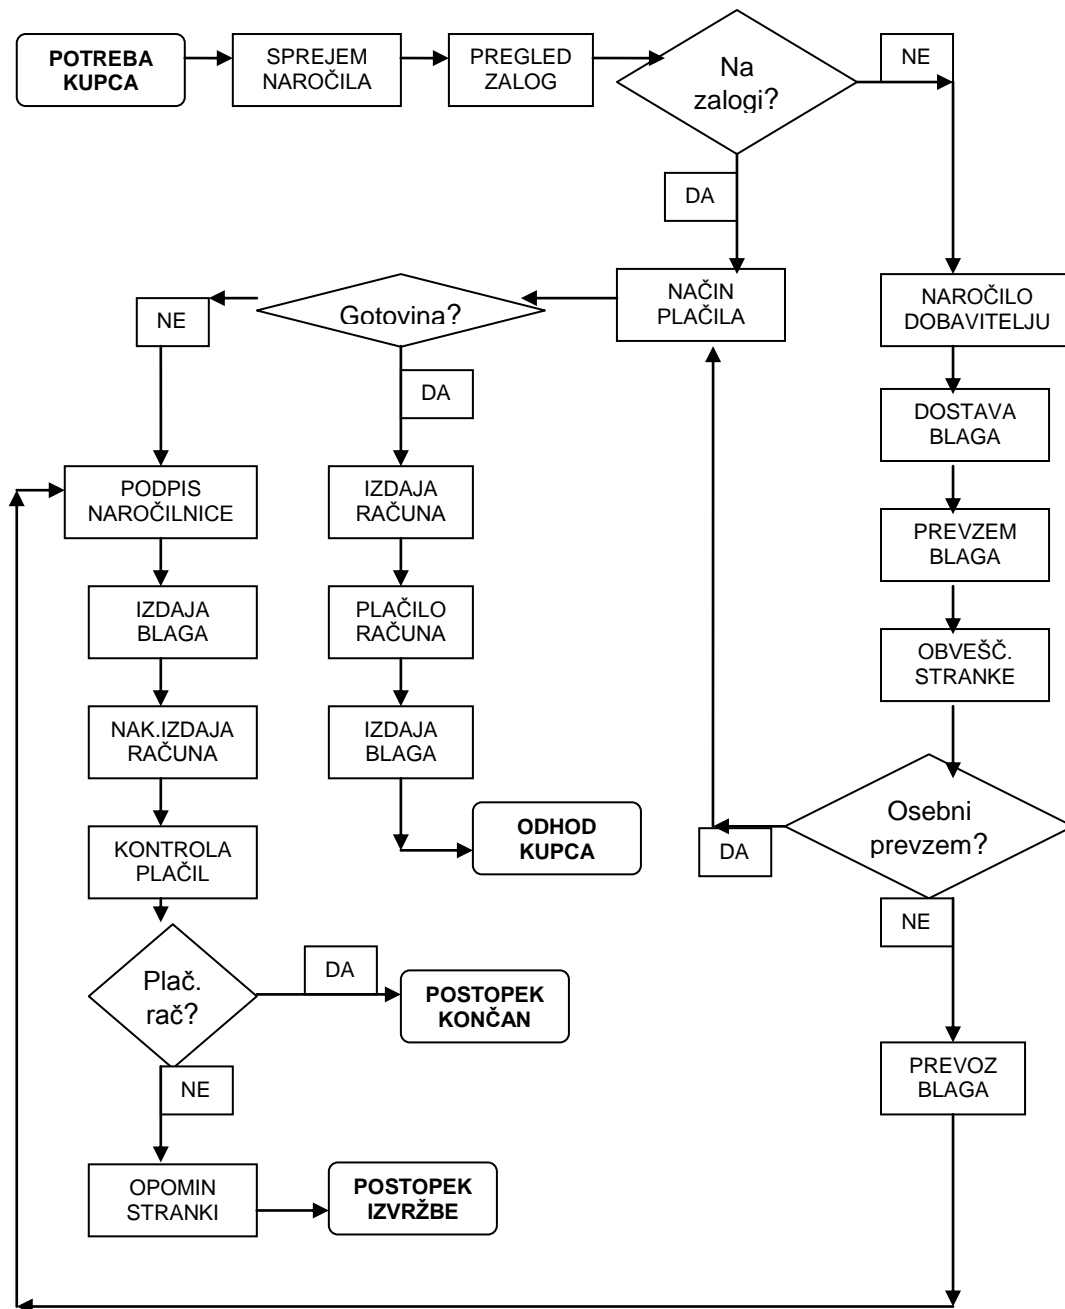 POTREBA
KUPCA
SPREJEM
NAROČILA
PREGLED
ZALOG
Na
zalogi?
NE
DA
NAČIN
PLAČILA
Gotovina?
NE
DA
NAROČILO
DOBAVITELJU
DOSTAVA
BLAGA
PODPIS
NAROČILNICE
IZDAJA
RAČUNA
PREVZEM
BLAGA
IZDAJA
BLAGA
PLAČILO
RAČUNA
OBVEŠČ.
STRANKE
NAK.IZDAJA
RAČUNA
IZDAJA
BLAGA
Osebni
prevzem?
DA
NE
KONTROLA
PLAČIL
ODHOD
KUPCA
Plač.
rač?
DA
POSTOPEK
KONČAN
NE
PREVOZ
BLAGA
OPOMIN
STRANKI
POSTOPEK
IZVRŽBE